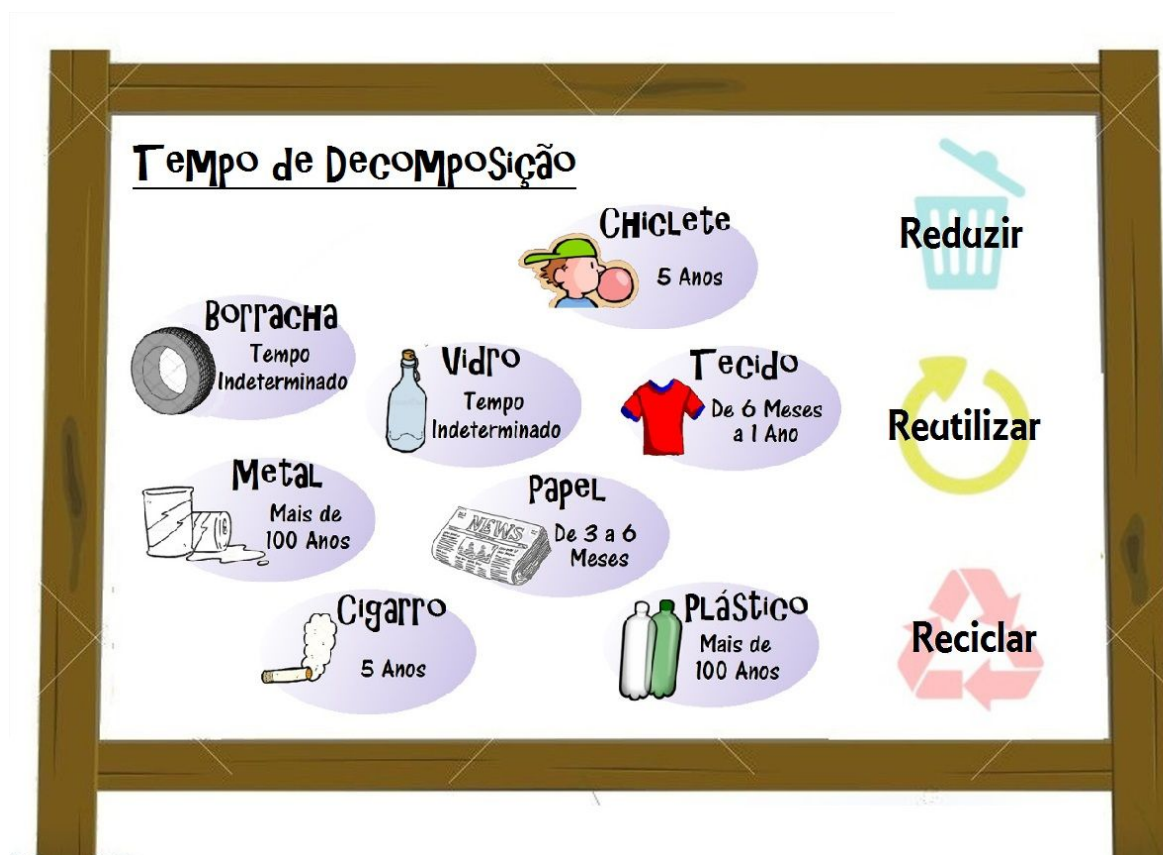 Tempo de Decomposição
Chiclete
5 Anos
Borracha
Tempo
Indeterminado
Vidro
Tempo
Indeterminado
Tecido
De 6 Meses
a 1 Ano
Metal
Mais de
100 Anos
Papel
NEWS
De 3 a 6
Meses
Cigarro
5 Anos
Plástico
Mais de
100 Anos
Reduzir
Reutilizar
Reciclar